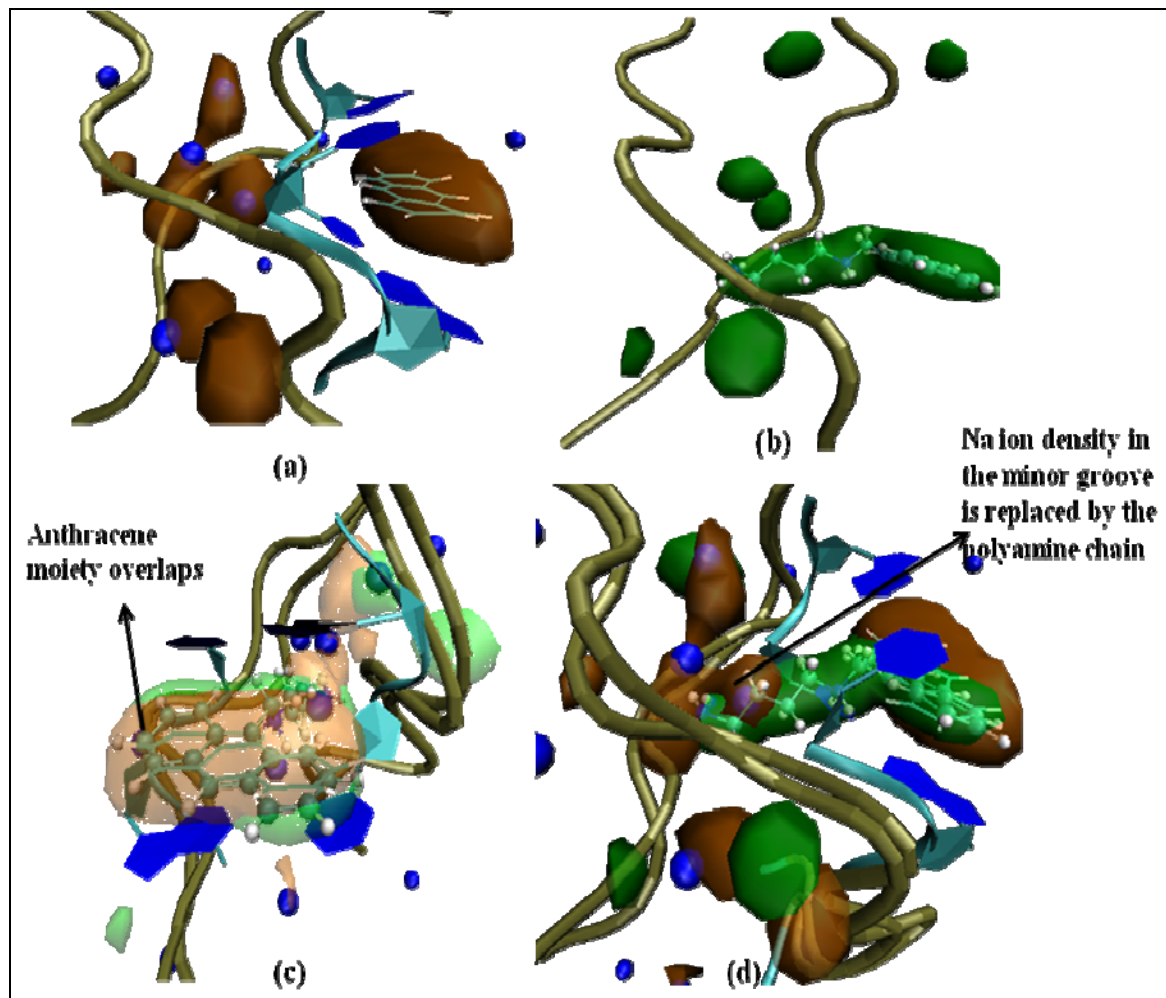 (a)
(b)
Na ion density in
the minor groove
is replaced by the
polyamine chain
Anthracene
moiety overlaps
(c)
(d)